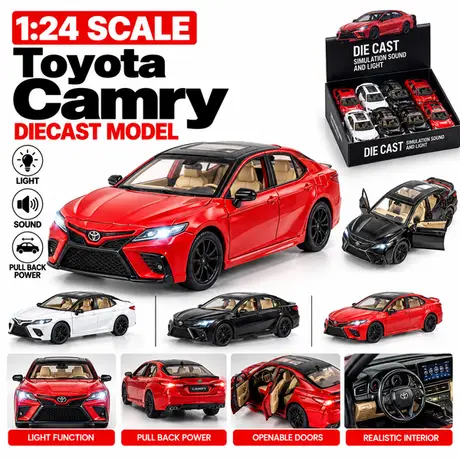 1:24 SCALE
Toyota
Camry
DIECAST MODEL
LIGHT
SOUND
PULL BACK
POWER
DIE CAST
SIMULATION SOUND
AND LIGHT
DIE CAST
SIMULATION SOUND
AND LIGHT
CAMRY
LIGHT FUNCTION
PULL BACK POWER
OPENABLE DOORS
REALISTIC INTERIOR